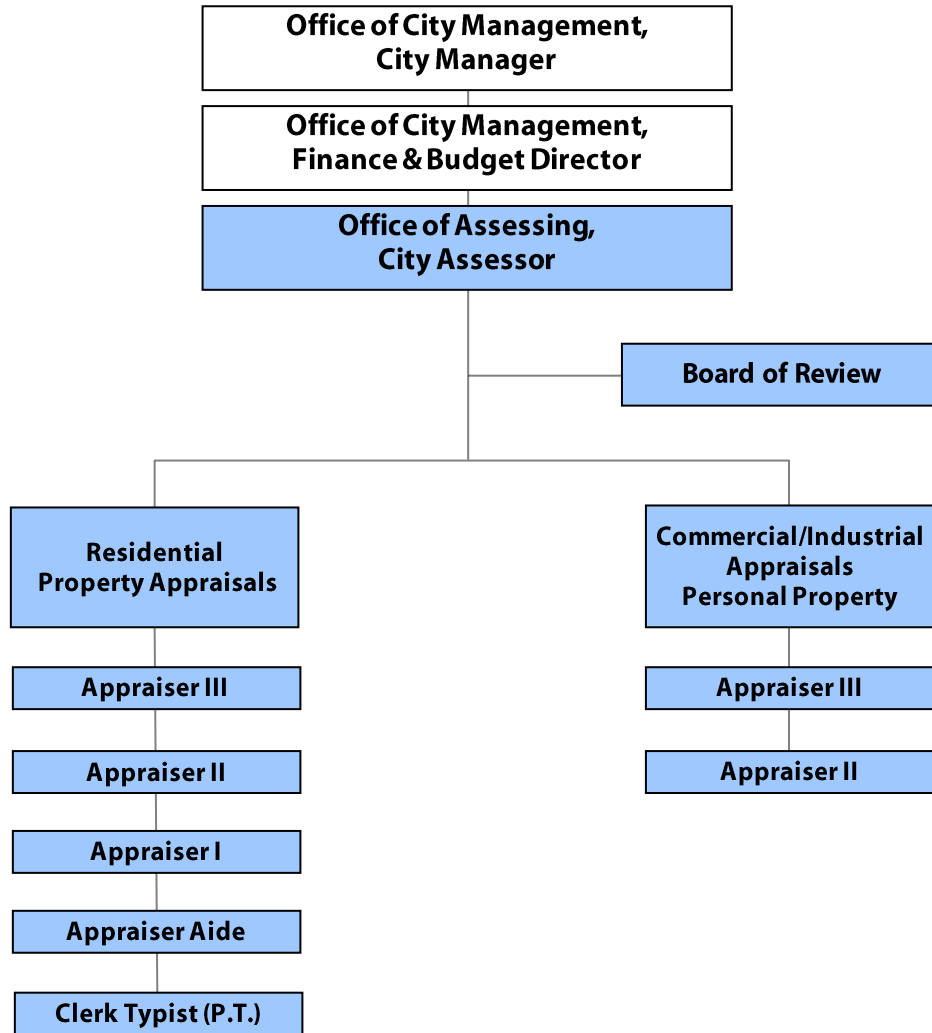 Office of City Management,
City Manager
Office of City Management,
Finance & Budget Director
Office of Assessing,
City Assessor
Board of Review
Residential
Property Appraisals
Appraiser III
Appraiser II
Appraiser I
Appraiser Aide
Clerk Typist (P.T.)
Commercial/Industrial
Appraisals
Personal Property
Appraiser III
Appraiser II